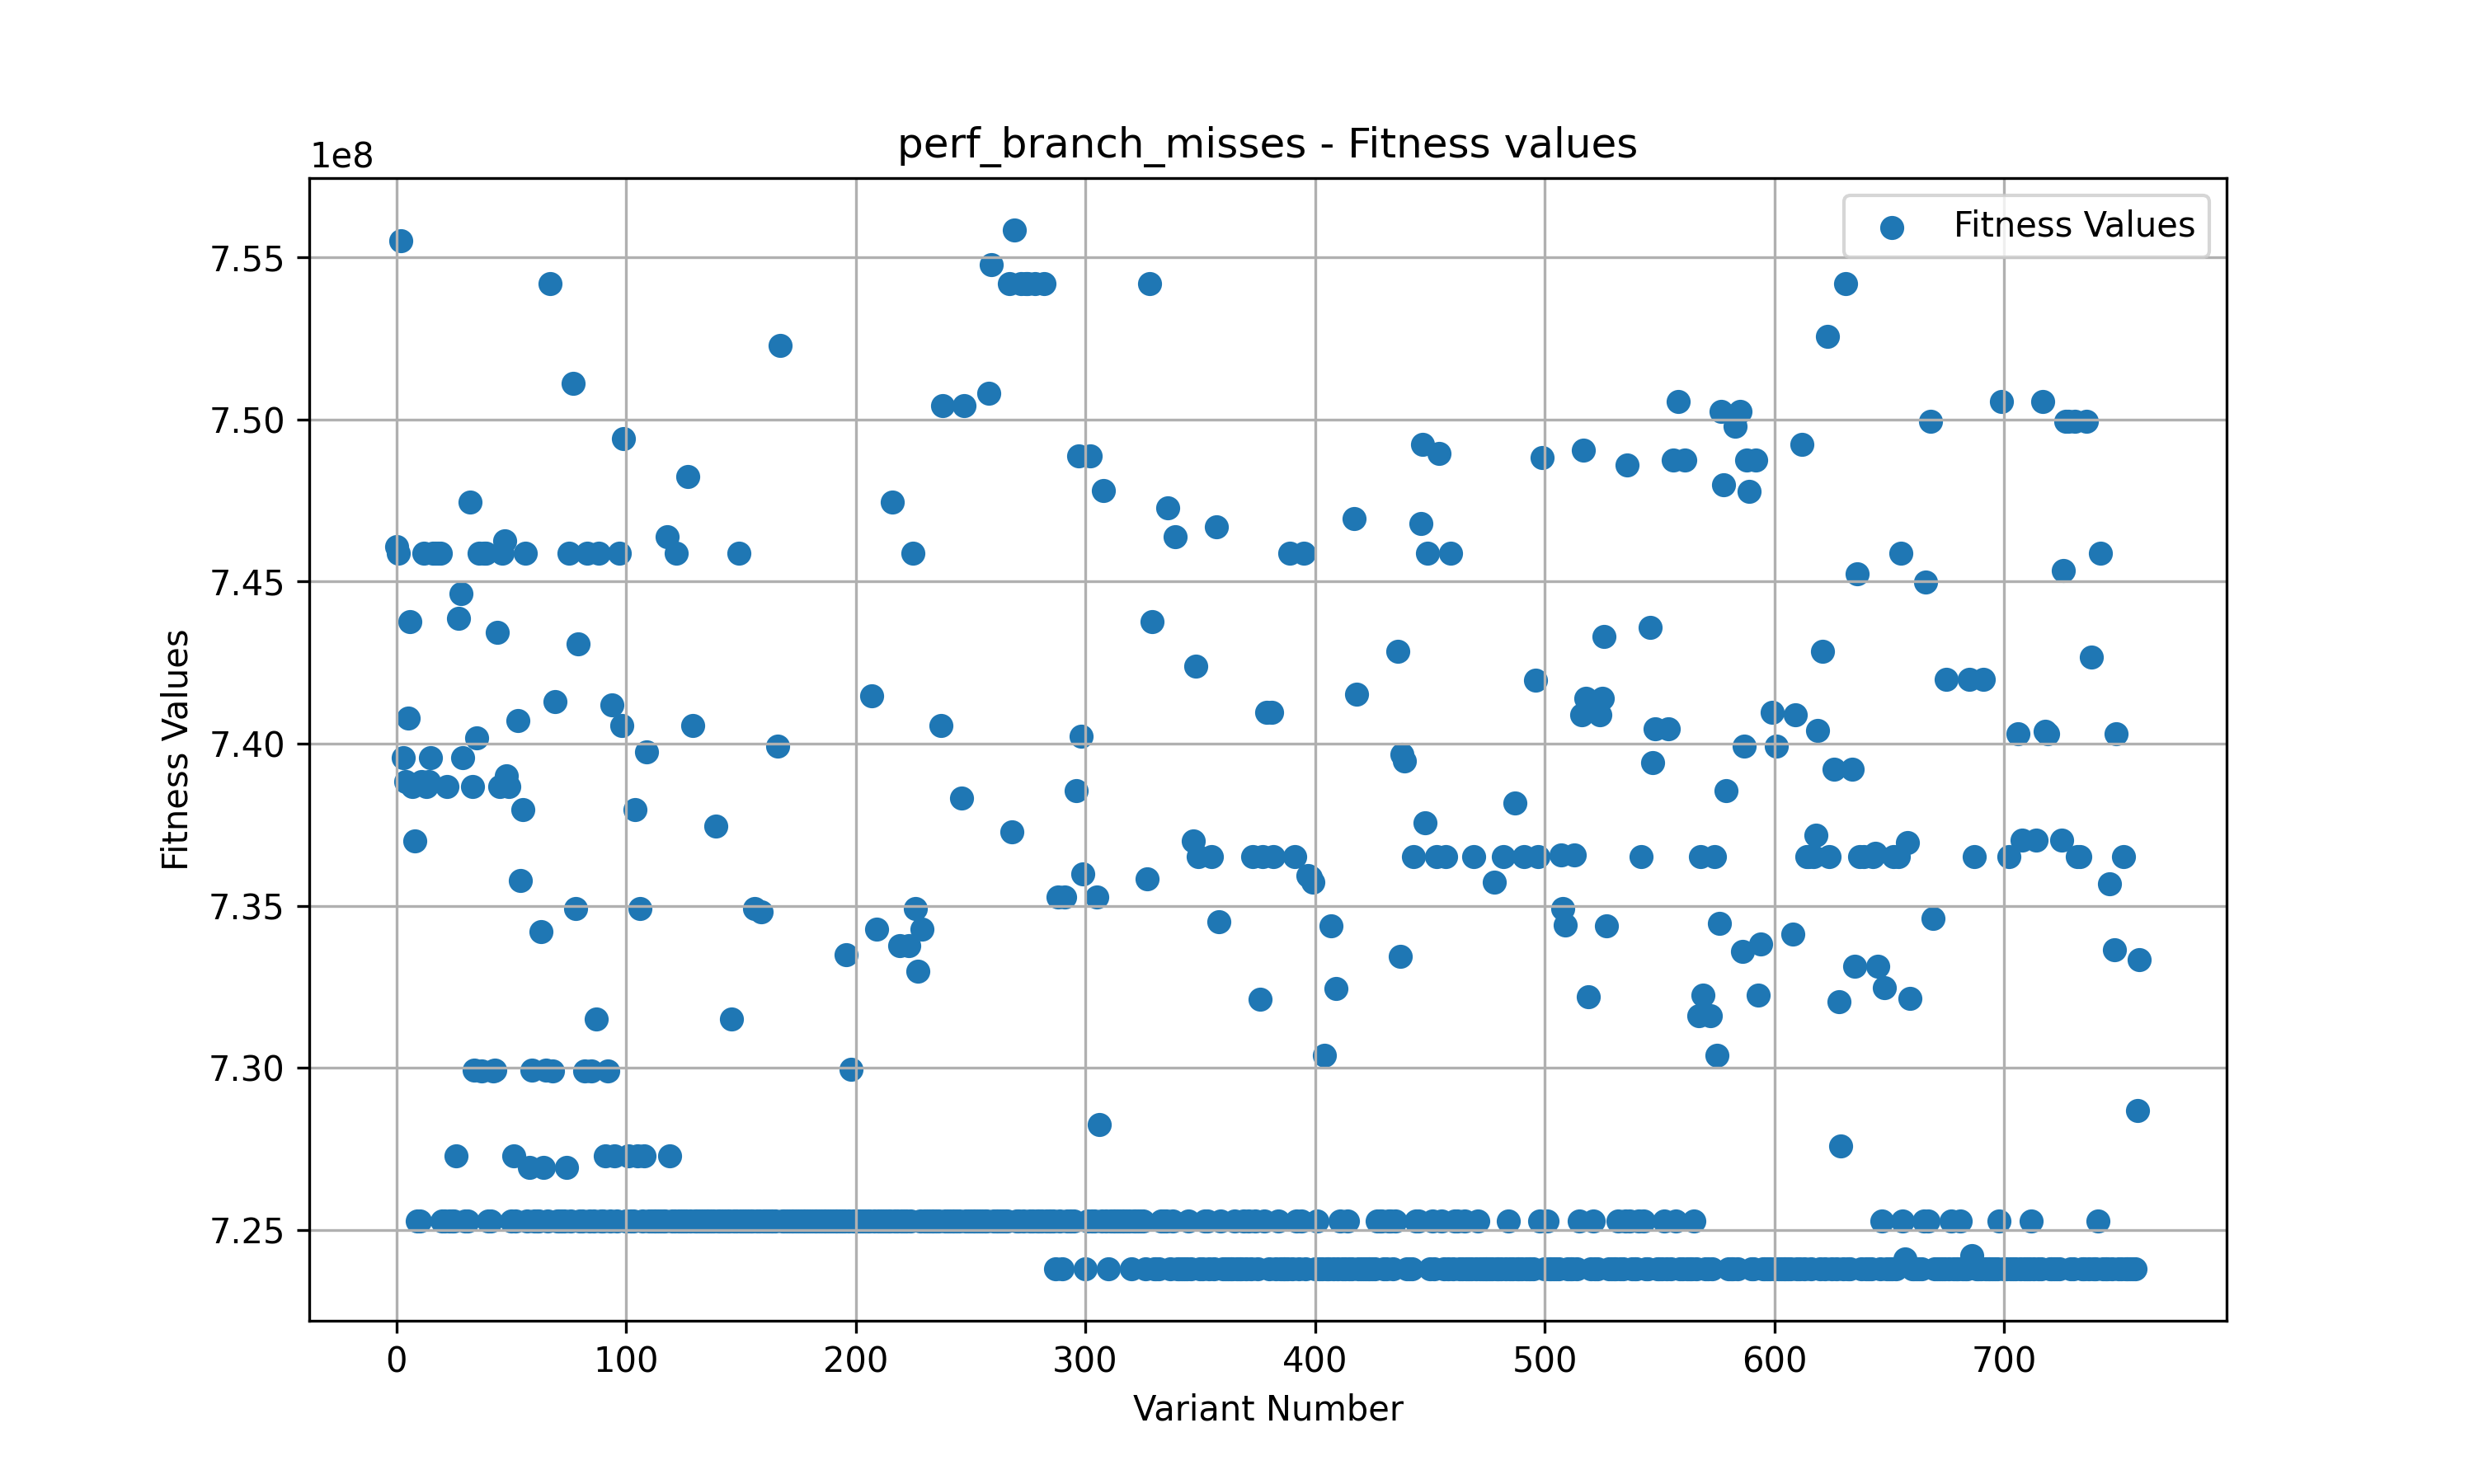 perf_branch_misses - Fitness values
1e8
Fitness Values
7.55
7.50
7.45
7.40
7.35
7.30
7.25
Fitness Values
0 100 200 300 400 500 600 700
Variant Number